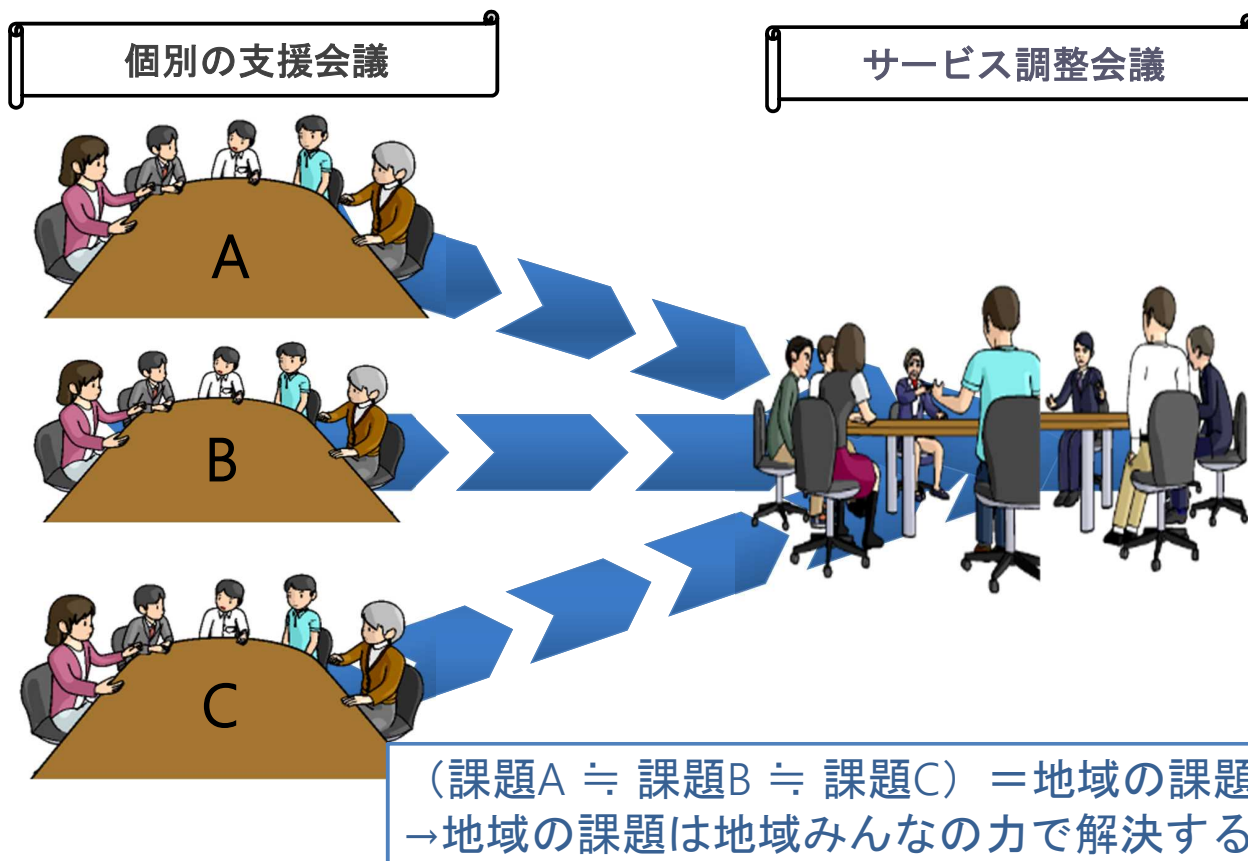 個別の支援会議
サービス調整会議
A
B
C
（課題A ≒ 課題B ≒ 課題C）＝地域の課題
→地域の課題は地域みんなの力で解決する